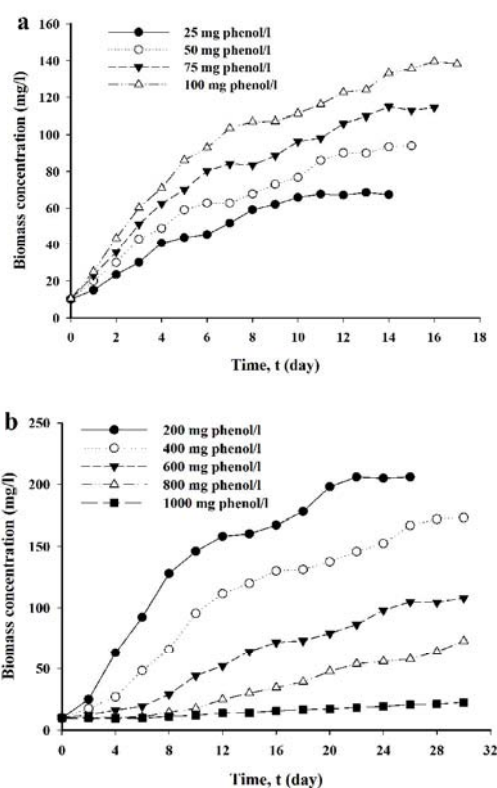 a
25 mg phenol/l
50 mg phenol/l
75 mg phenol/l
100 mg phenol/l
Biomass concentration (mg/l)
160
140
120
100
80
60
40
20
0
0 2 4 6 8 10 12 14 16 18
Time, t (day)
b
200 mg phenol/l
400 mg phenol/l
600 mg phenol/l
800 mg phenol/l
1000 mg phenol/l
Biomass concentration (mg/l)
250
200
150
100
50
0
0 4 8 12 16 20 24 28 32
Time, t (day)